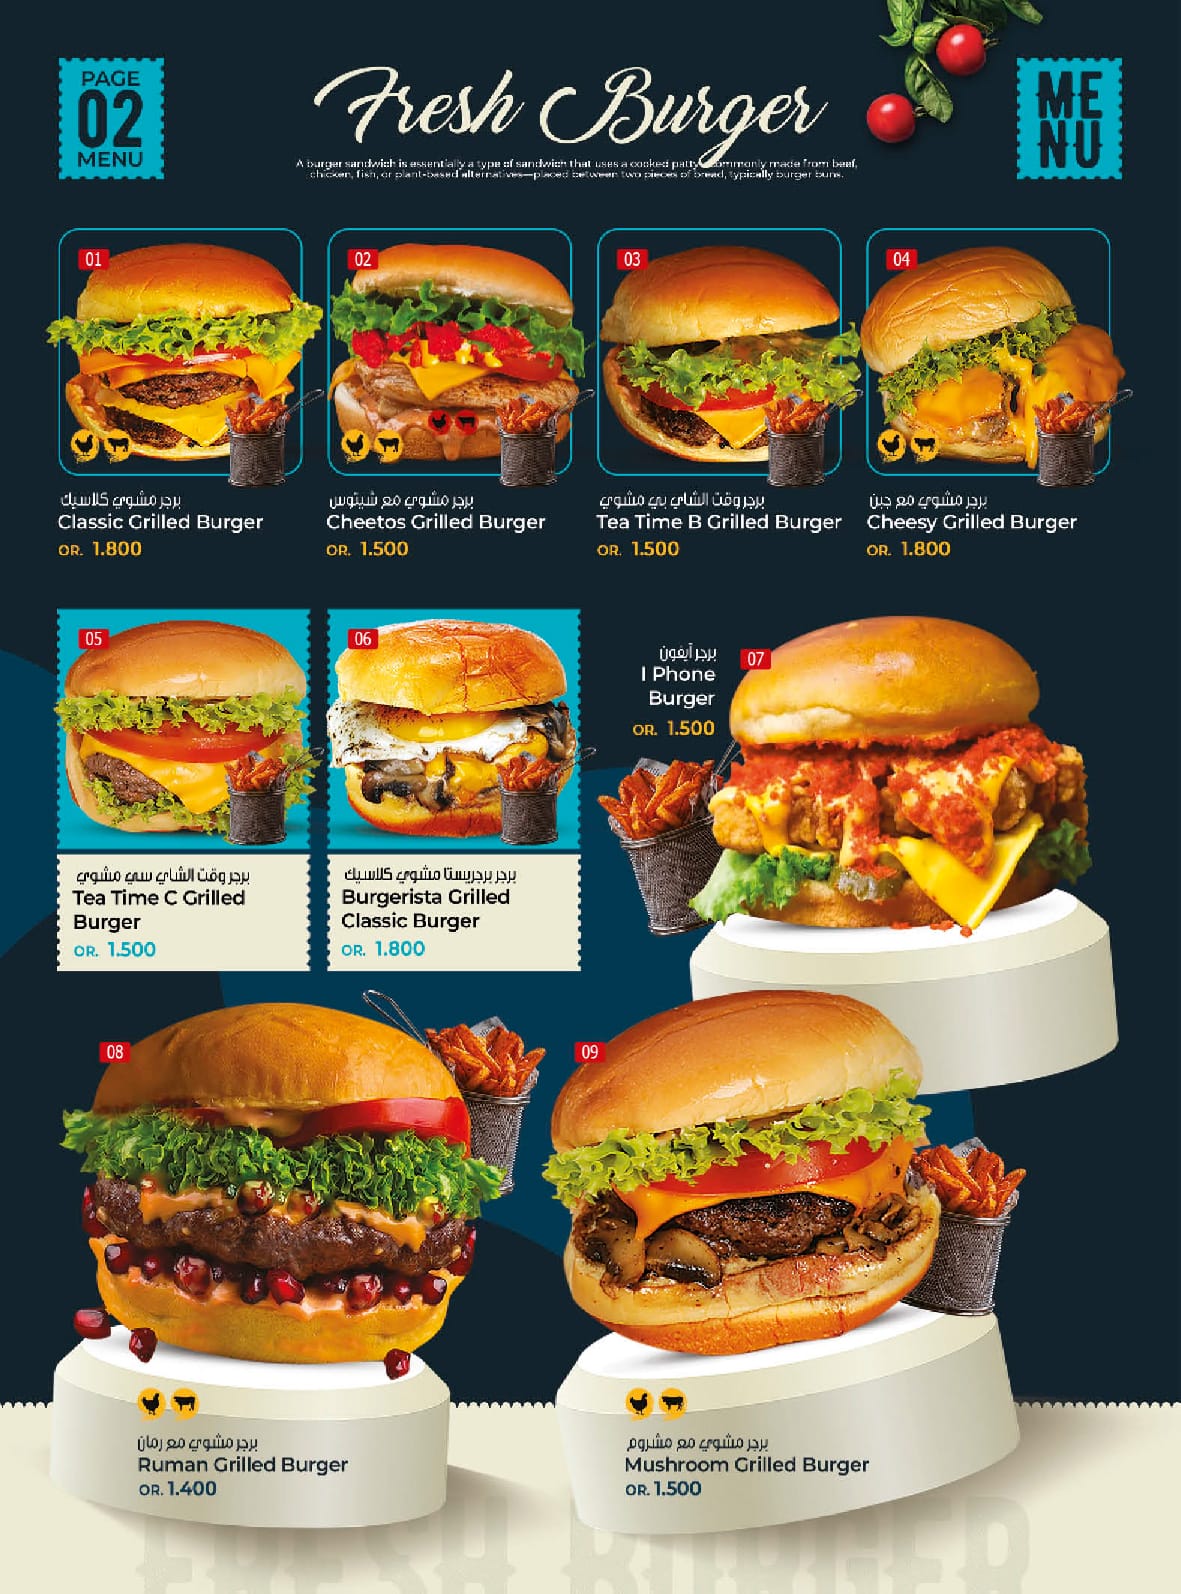 PAGE
02
MENU
Fresh Burger
ME
NU
A burger sandwich is essentially a type of sandwich that uses a cooked patty—commonly made from beef,
chicken, fish, or plant-based alternatives—placed between two pieces of bread, typically burger buns.
01
برجر مشوي كلاسيك
Classic Grilled Burger
OR. 1.800
02
برجر مشوي مع شيتوس
Cheetos Grilled Burger
OR. 1.500
03
برجر وقت الشاي بي مشوي
Tea Time B Grilled Burger
OR. 1.500
04
برجر مشوي مع جبن
Cheesy Grilled Burger
OR. 1.800
05
برجر وقت الشاي سي مشوي
Tea Time C Grilled
Burger
OR. 1.500
06
برجر برجريستا مشوي كلاسيك
Burgerista Grilled
Classic Burger
OR. 1.800
07
برجر آيفون
I Phone
Burger
OR. 1.500
08
برجر مشوي مع رمان
Ruman Grilled Burger
OR. 1.400
09
برجر مشوي مع مشروم
Mushroom Grilled Burger
OR. 1.500
FRESH BURGER